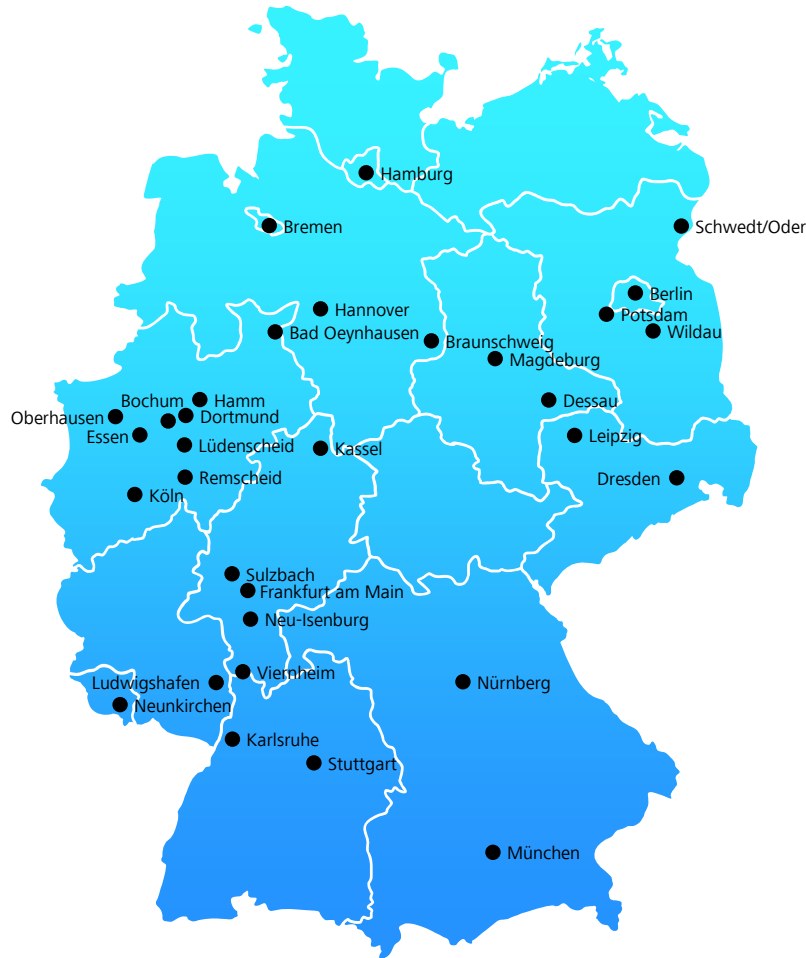 Hamburg
Bremen
Schwedt/Oder
Berlin
Hannover
Potsdam
Bad Oeynhausen
Wildau
Braunschweig
Magdeburg
Bochum
Hamm
Dessau
Oberhausen
Dortmund
Essen
Leipzig
Lüdenscheid
Kassel
Remscheid
Dresden
Köln
Sulzbach
Frankfurt am Main
Neu-Isenburg
Viernheim
Ludwigshafen
Nürnberg
Neunkirchen
Karlsruhe
Stuttgart
München